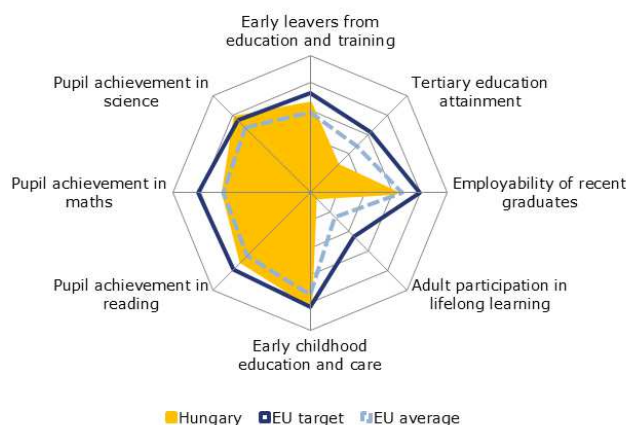 Early leavers from
education and training
Pupil achievement in
science
Tertiary education
attainment
Pupil achievement in
maths
Employability of recent
graduates
Pupil achievement in
reading
Adult participation in
lifelong learning
Early childhood
education and care
Hungary EU target EU average